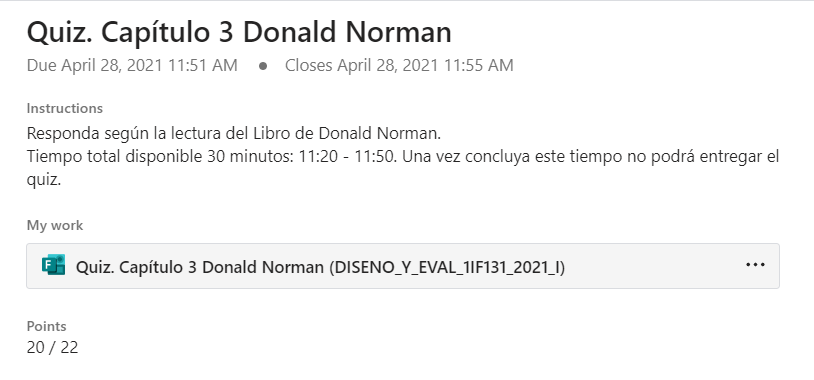 Quiz. Capítulo 3 Donald Norman
Due April 28, 2021 11:51 AM • Closes April 28, 2021 11:55 AM
Instructions
Responda según la lectura del Libro de Donald Norman.
Tiempo total disponible 30 minutos: 11:20 - 11:50. Una vez concluya este tiempo no podrá entregar el
quiz.
My work
Quiz. Capítulo 3 Donald Norman (DISENO_Y_EVAL_1IF131_2021_I)
Points
20 / 22